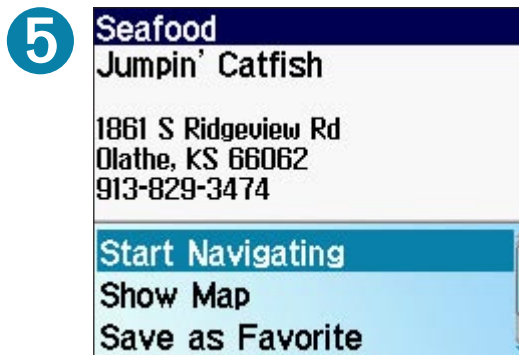 5
Seafood
Jumpin' Catfish
1861 S Ridgeview Rd
Olathe, KS 66062
913-829-3474
Start Navigating
Show Map
Save as Favorite